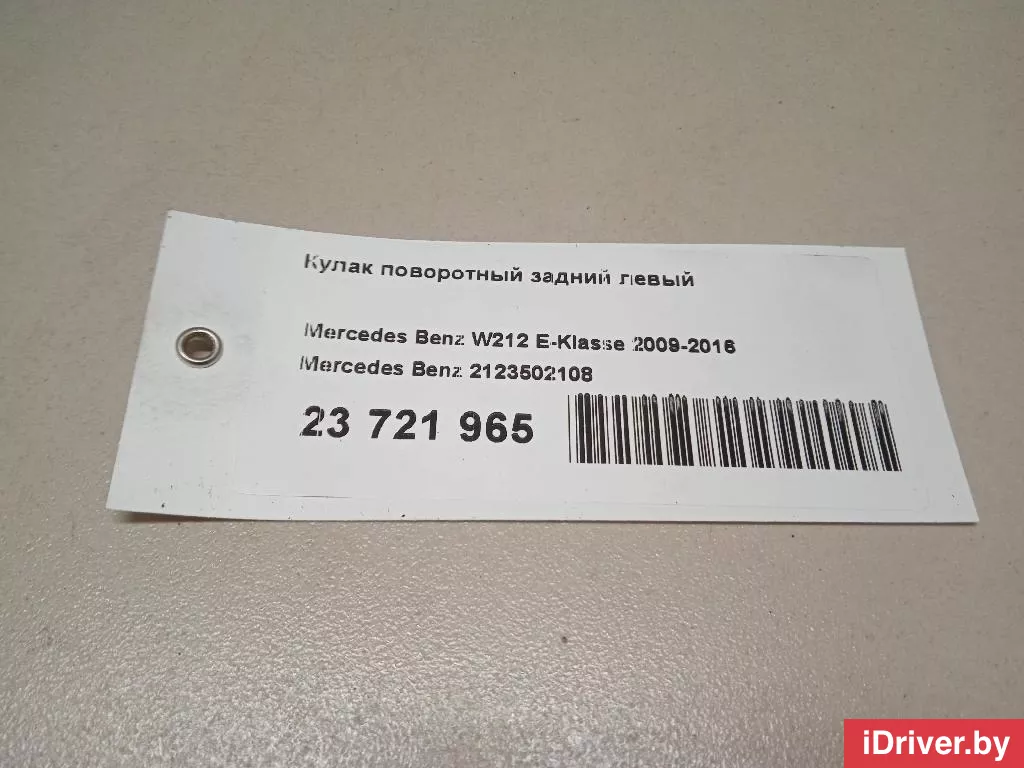 Кулак поворотный задний левый
Mercedes Benz W212 E-Klasse 2009-2016
Mercedes Benz 2123502108
23 721 965
iDriver.by